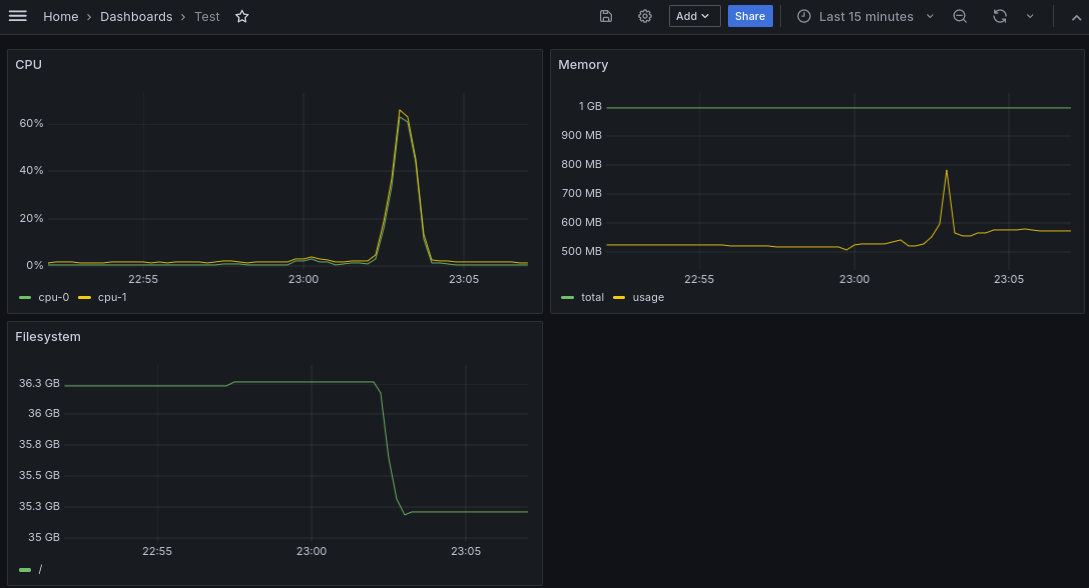 Home › Dashboards › Test
Add
Share
Last 15 minutes
CPU
60%
40%
20%
0%
22:55 23:00 23:05
cpu-0 cpu-1
Memory
1 GB
900 MB
800 MB
700 MB
600 MB
500 MB
22:55 23:00 23:05
total usage
Filesystem
36.3 GB
36 GB
35.8 GB
35.5 GB
35.3 GB
35 GB
22:55 23:00 23:05
/